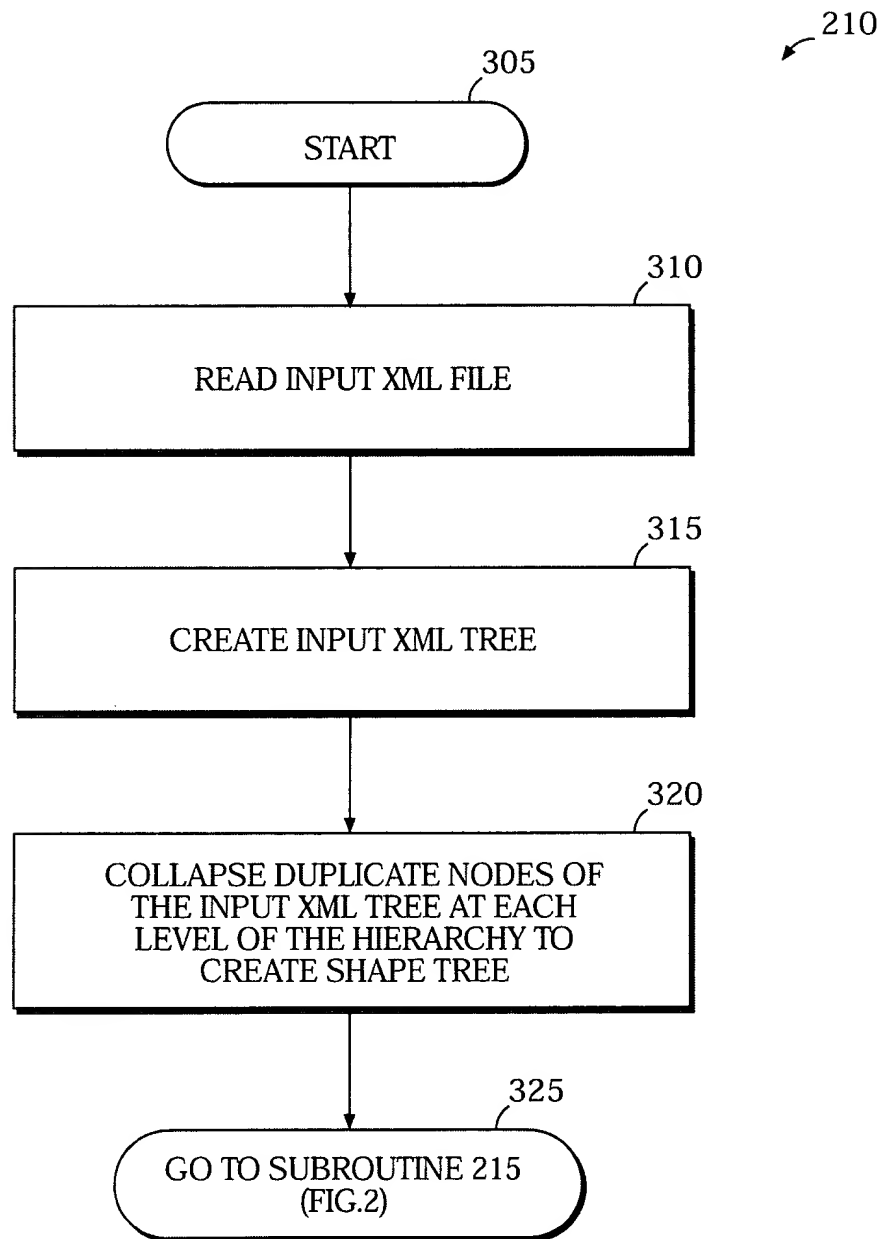 210
305
START
310
READ INPUT XML FILE
315
CREATE INPUT XML TREE
320
COLLAPSE DUPLICATE NODES OF
THE INPUT XML TREE AT EACH
LEVEL OF THE HIERARCHY TO
CREATE SHAPE TREE
325
GO TO SUBROUTINE 215
(FIG.2)